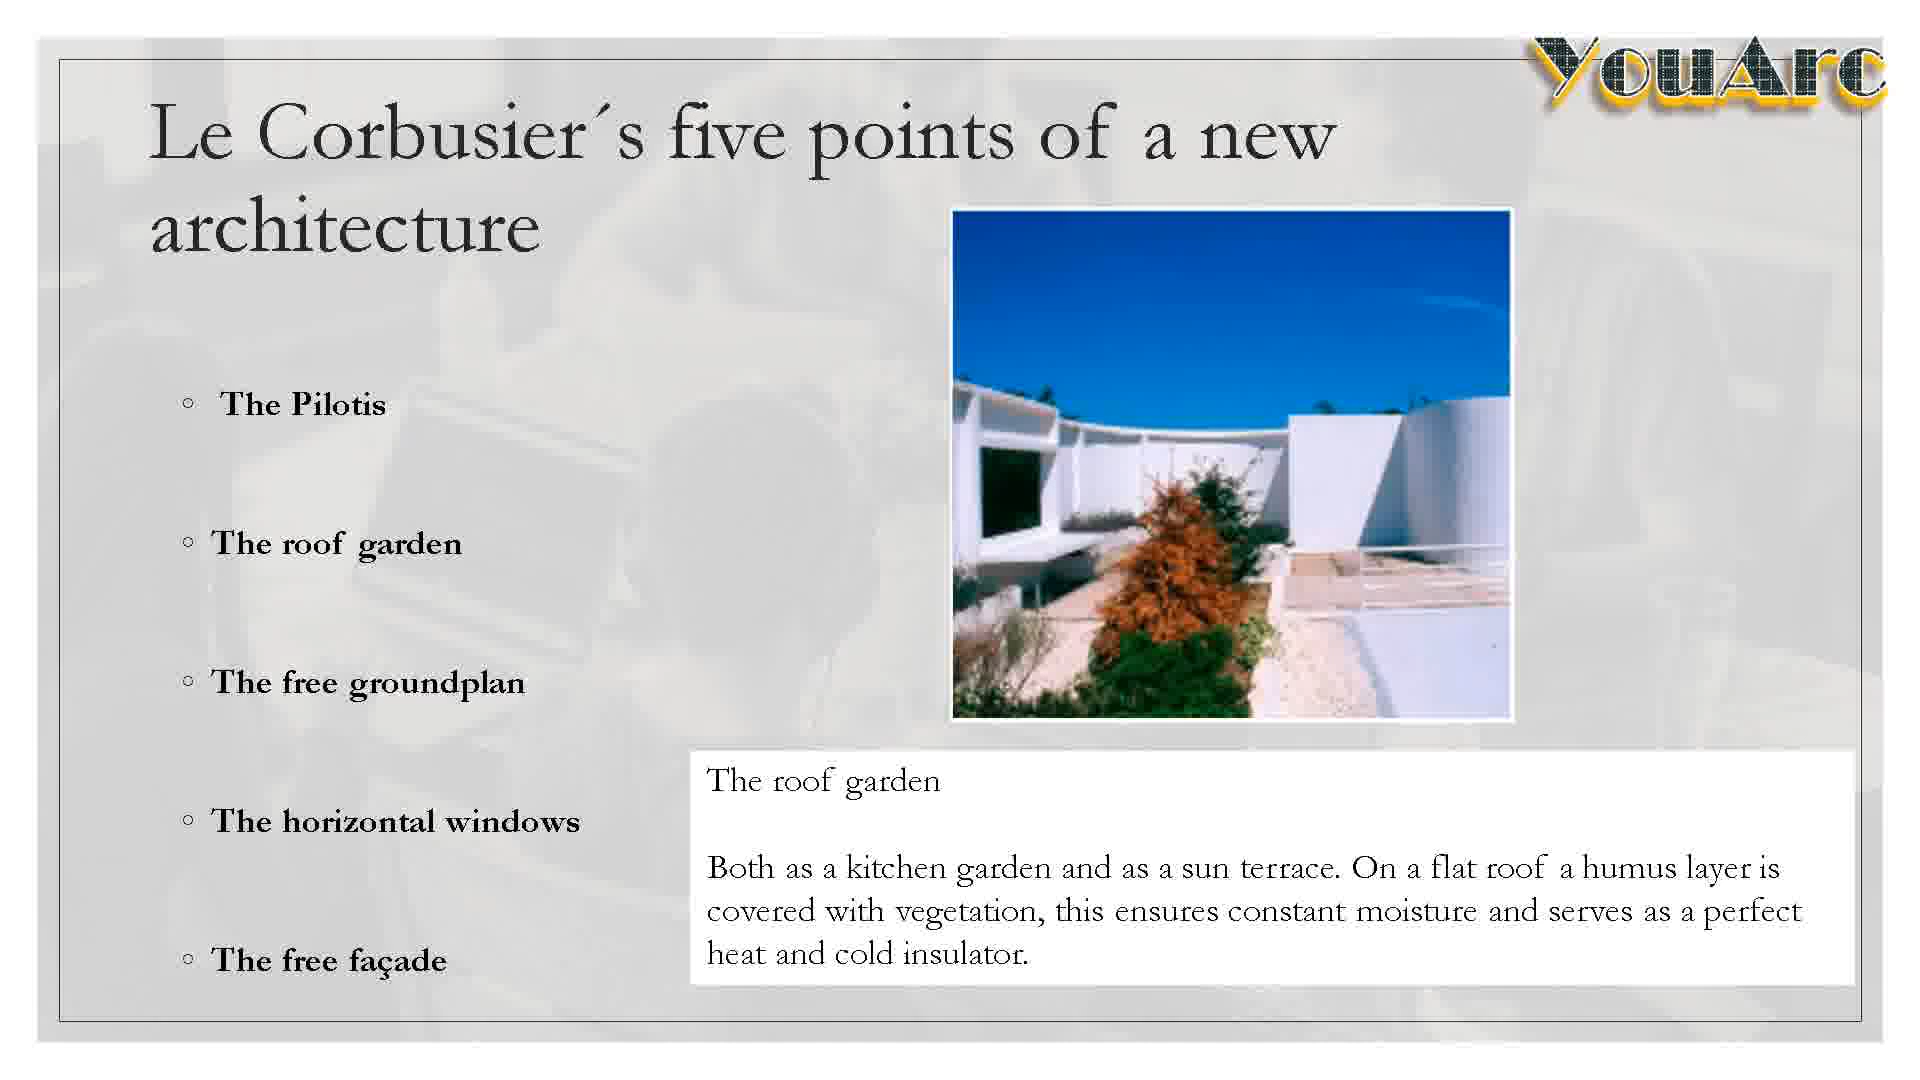 YouArc
Le Corbusier´s five points of a new
architecture
◦ The Pilotis
◦ The roof garden
◦ The free groundplan
◦ The horizontal windows
◦ The free façade
The roof garden
Both as a kitchen garden and as a sun terrace. On a flat roof a humus layer is
covered with vegetation, this ensures constant moisture and serves as a perfect
heat and cold insulator.